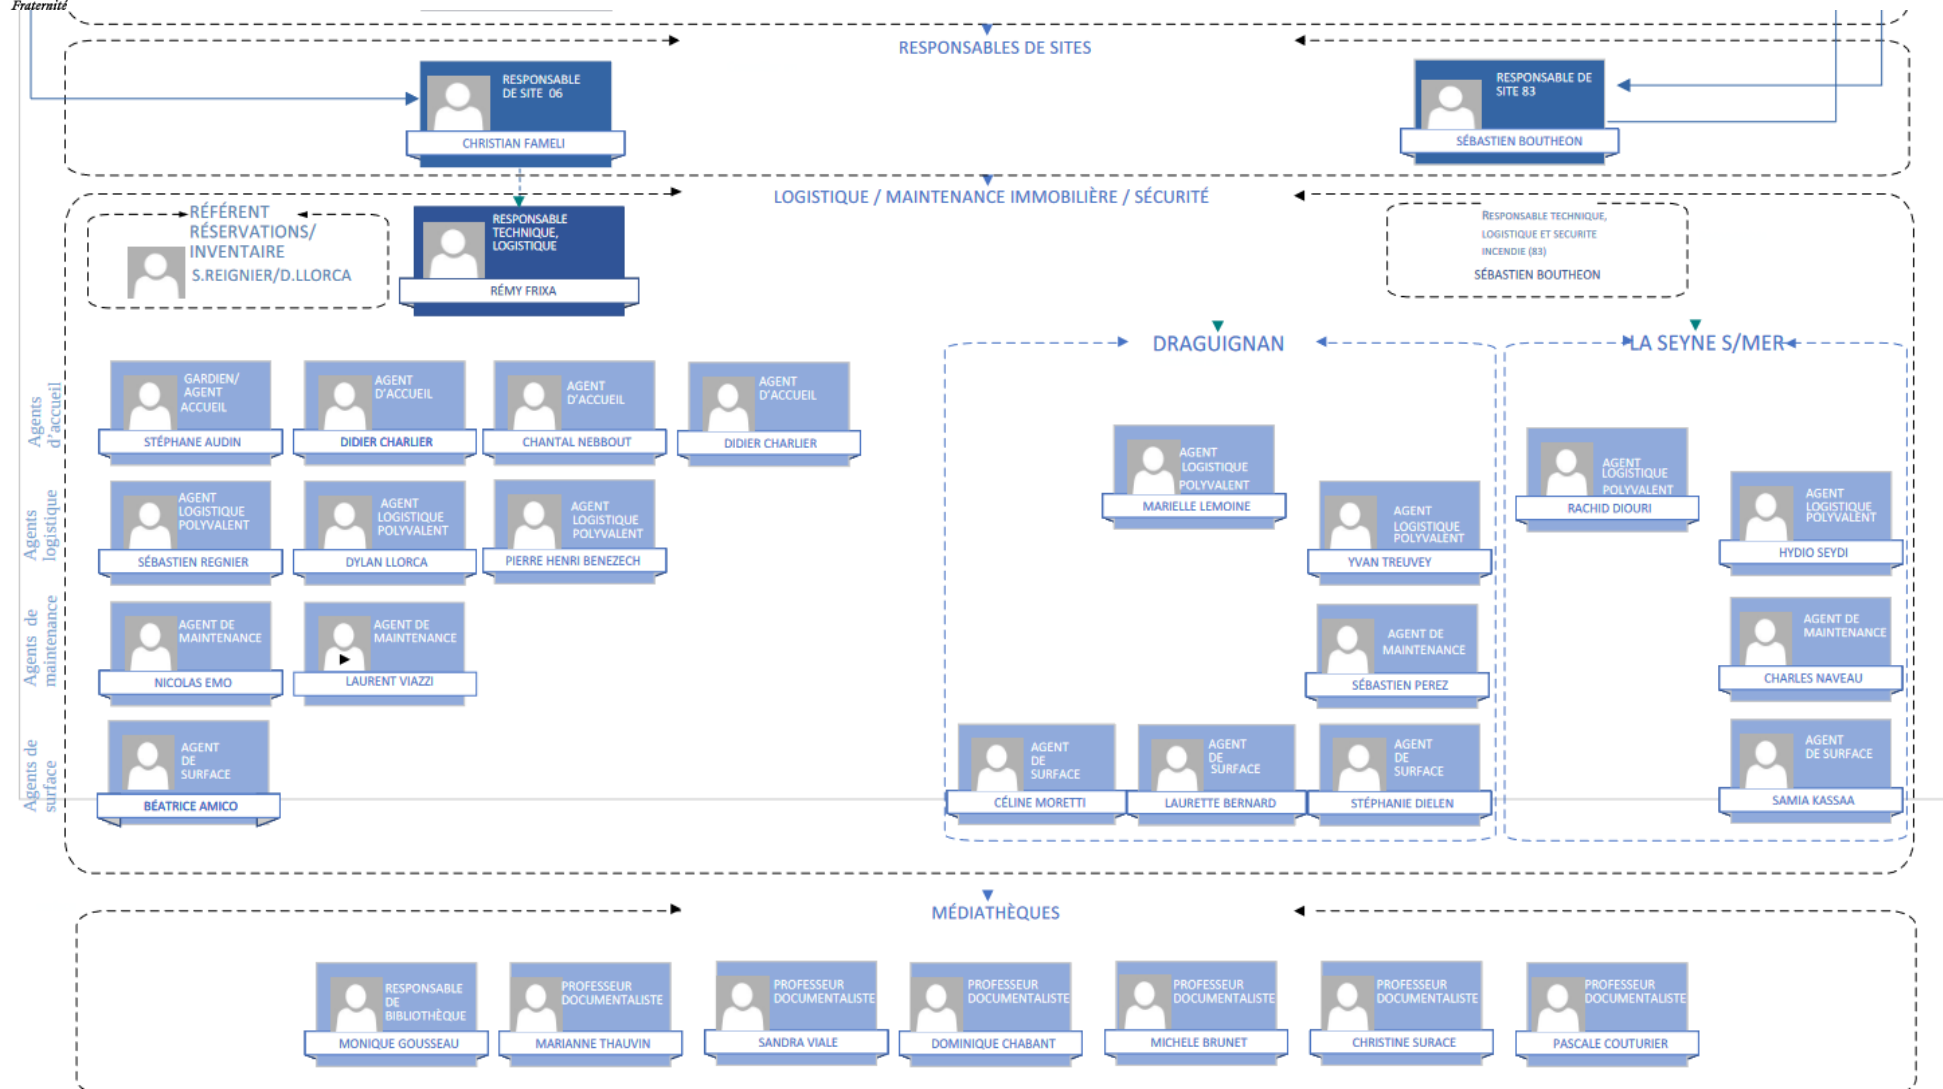 Fraternité
RESPONSABLES DE SITES
RESPONSABLE
DE SITE 06
CHRISTIAN FAMELI
RESPONSABLE DE
SITE 83
SÉBASTIEN BOUTHEON
LOGISTIQUE / MAINTENANCE IMMOBILIÈRE / SÉCURITÉ
RÉFÉRENT
RÉSERVATIONS/
INVENTAIRE
S.REIGNIER/D.LLORCA
RESPONSABLE
TECHNIQUE,
LOGISTIQUE
RÉMY FRIXA
RESPONSABLE TECHNIQUE,
LOGISTIQUE ET SECURITE
INCENDIE (83)
SÉBASTIEN BOUTHEON
DRAGUIGNAN
LA SEYNE S/MER
Agents
d'accueil
GARDIEN/
AGENT
ACCUEIL
STÉPHANE AUDIN
AGENT
D'ACCUEIL
DIDIER CHARLIER
AGENT
D'ACCUEIL
CHANTAL NEBBOUT
AGENT
D'ACCUEIL
DIDIER CHARLIER
Agents
logistique
AGENT
LOGISTIQUE
POLYVALENT
SÉBASTIEN REGNIER
AGENT
LOGISTIQUE
POLYVALENT
DYLAN LLORCA
AGENT
LOGISTIQUE
POLYVALENT
PIERRE HENRI BENEZECH
AGENT
LOGISTIQUE
POLYVALENT
MARIELLE LEMOINE
AGENT
LOGISTIQUE
POLYVALENT
YVAN TREUVEY
AGENT
LOGISTIQUE
POLYVALENT
RACHID DIOURI
AGENT
LOGISTIQUE
POLYVALENT
HYDIO SEYDI
Agents de
maintenance
AGENT DE
MAINTENANCE
NICOLAS EMO
AGENT DE
MAINTENANCE
LAURENT VIAZZI
AGENT DE
MAINTENANCE
SÉBASTIEN PEREZ
AGENT DE
MAINTENANCE
CHARLES NAVEAU
Agents de
surface
AGENT
DE
SURFACE
BÉATRICE AMICO
AGENT
DE
SURFACE
CÉLINE MORETTI
AGENT
DE
SURFACE
LAURETTE BERNARD
AGENT
DE
SURFACE
STÉPHANIE DIELEN
AGENT
DE SURFACE
SAMIA KASSAA
MÉDIATHÈQUES
RESPONSABLE
DE
BIBLIOTHÈQUE
MONIQUE GOUSSEAU
PROFESSEUR
DOCUMENTALISTE
MARIANNE THAUVIN
PROFESSEUR
DOCUMENTALISTE
SANDRA VIALE
PROFESSEUR
DOCUMENTALISTE
DOMINIQUE CHABANT
PROFESSEUR
DOCUMENTALISTE
MICHELE BRUNET
PROFESSEUR
DOCUMENTALISTE
CHRISTINE SURACE
PROFESSEUR
DOCUMENTALISTE
PASCALE COUTURIER